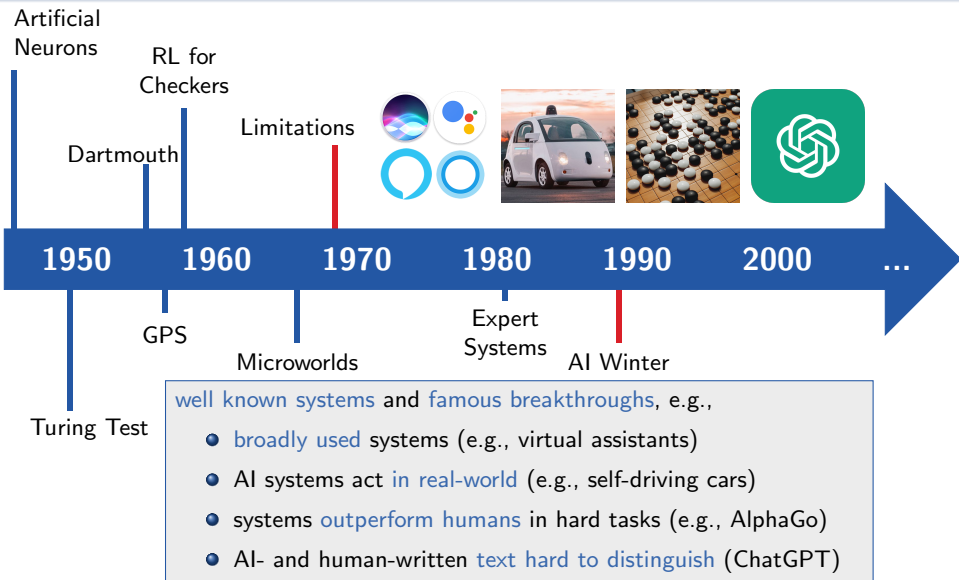 Artificial
Neurons
RL for
Checkers
Limitations
Dartmouth
1950 1960 1970 1980 1990 2000 ...
GPS
Expert
Systems
Microworlds
AI Winter
Turing Test
well known systems and famous breakthroughs, e.g.,
broadly used systems (e.g., virtual assistants)
AI systems act in real-world (e.g., self-driving cars)
systems outperform humans in hard tasks (e.g., AlphaGo)
AI- and human-written text hard to distinguish (ChatGPT)